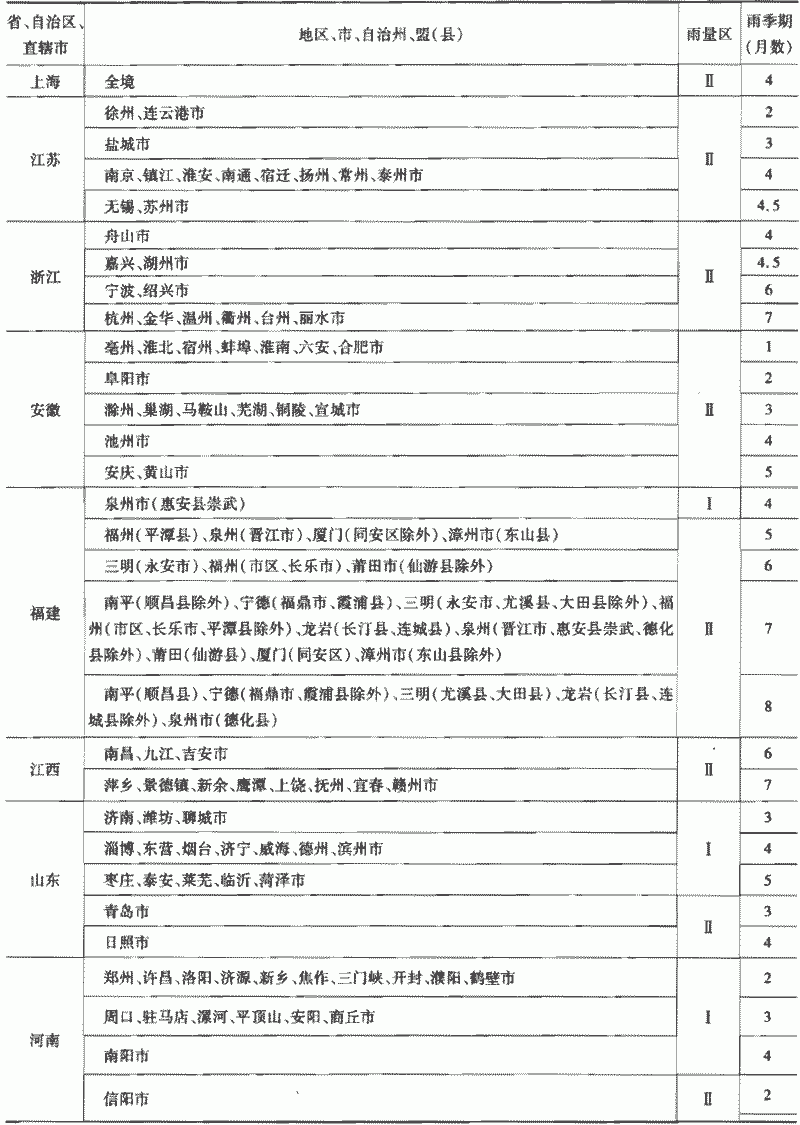 省、自治区、
直辖市
地区、市、自治州、盟(县)
雨量区
雨季期
(月数)
上海
全境
Ⅱ
4
江苏
徐州、连云港市
Ⅱ
2
盐城市
3
南京、镇江、淮安、南通、宿迁、扬州、常州、泰州市
4
无锡、苏州市
4.5
浙江
舟山市
Ⅱ
4
嘉兴、湖州市
4.5
宁波、绍兴市
6
杭州、金华、温州、衢州、台州、丽水市
7
安徽
亳州、淮北、宿州、蚌埠、淮南、六安、合肥市
Ⅱ
1
阜阳市
2
滁州、巢湖、马鞍山、芜湖、铜陵、宣城市
3
池州市
4
安庆、黄山市
5
福建
泉州市(惠安县崇武)
Ⅰ
4
福州(平潭县)、泉州(晋江市)、厦门(同安区除外)、漳州市(东山县)
Ⅱ
5
三明(永安市)、福州(市区、长乐市)、莆田市(仙游县除外)
6
南平(顺昌县除外)、宁德(福鼎市、霞浦县)、三明(永安市、尤溪县、大田县除外)、福
州(市区、长乐市、平潭县除外)、龙岩(长汀县、连城县)、泉州(晋江市、惠安县崇武、德化
县除外)、莆田(仙游县)、厦门(同安区)、漳州市(东山县除外)
7
南平(顺昌县)、宁德(福鼎市、霞浦县除外)、三明(尤溪县、大田县)、龙岩(长汀县、连
城县除外)、泉州市(德化县)
8
江西
南昌、九江、吉安市
Ⅱ
6
萍乡、景德镇、新余、鹰潭、上饶、抚州、宜春、赣州市
7
山东
济南、潍坊、聊城市
Ⅰ
3
淄博、东营、烟台、济宁、威海、德州、滨州市
4
枣庄、泰安、莱芜、临沂、菏泽市
5
青岛市
Ⅱ
3
日照市
4
河南
郑州、许昌、洛阳、济源、新乡、焦作、三门峡、开封、濮阳、鹤壁市
Ⅰ
2
周口、驻马店、漯河、平顶山、安阳、商丘市
3
南阳市
4
信阳市
Ⅱ
2